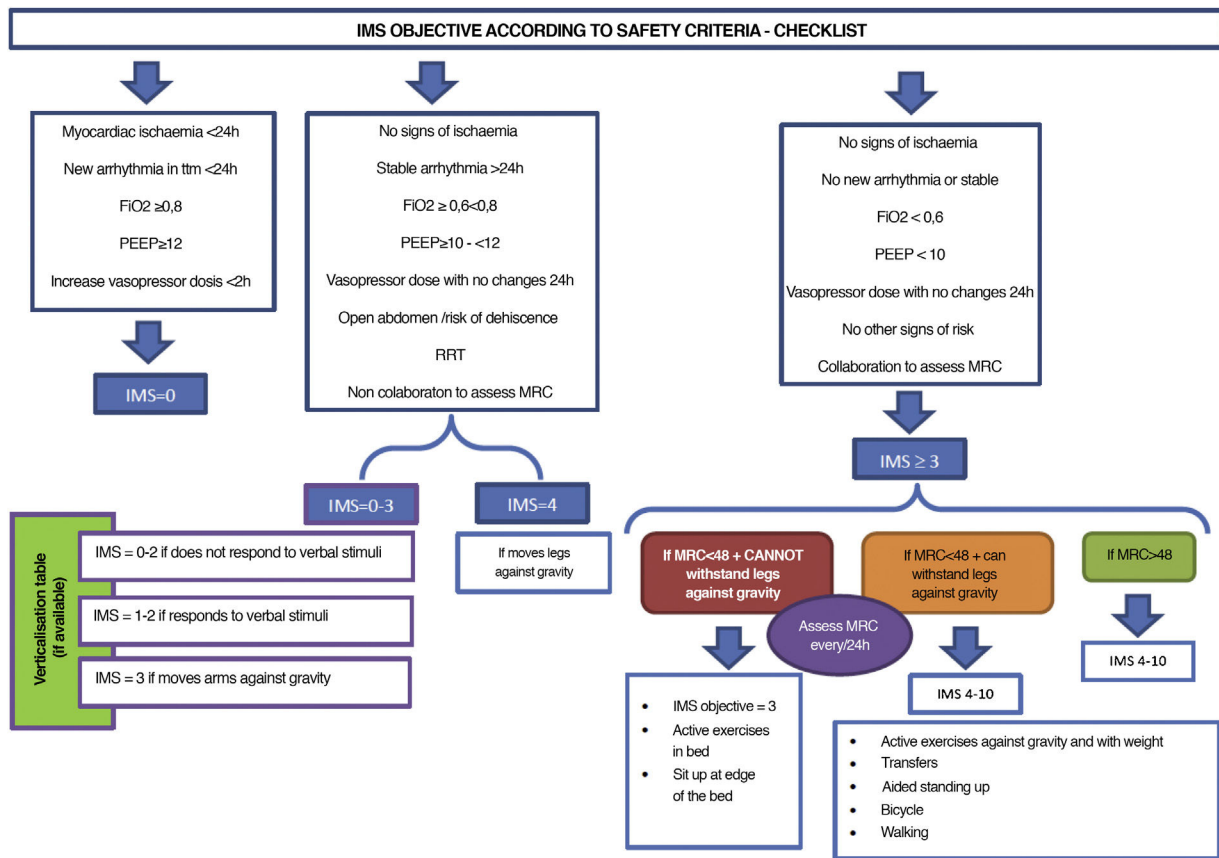 IMS OBJECTIVE ACCORDING TO SAFETY CRITERIA - CHECKLIST
Myocardiac ischaemia <24h
New arrhythmia in ttm <24h
FiO2 ≥0,8
PEEP≥12
Increase vasopressor dosis <2h
IMS=0
No signs of ischaemia
Stable arrhythmia >24h
FiO2 ≥ 0,6<0,8
PEEP≥10 - <12
Vasopressor dose with no changes 24h
Open abdomen /risk of dehiscence
RRT
Non colaboraton to assess MRC
IMS=0-3
IMS=4
Verticalisation table
(if available)
IMS = 0-2 if does not respond to verbal stimuli
IMS = 1-2 if responds to verbal stimuli
IMS = 3 if moves arms against gravity
If moves legs
against gravity
No signs of ischaemia
No new arrhythmia or stable
FiO2 < 0,6
PEEP < 10
Vasopressor dose with no changes 24h
No other signs of risk
Collaboration to assess MRC
IMS ≥ 3
If MRC<48 + CANNOT
withstand legs
against gravity
If MRC<48 + can
withstand legs
against gravity
If MRC>48
Assess MRC
every/24h
• IMS objective = 3
• Active exercises
in bed
• Sit up at edge
of the bed
IMS 4-10
IMS 4-10
• Active exercises against gravity and with weight
• Transfers
• Aided standing up
• Bicycle
• Walking